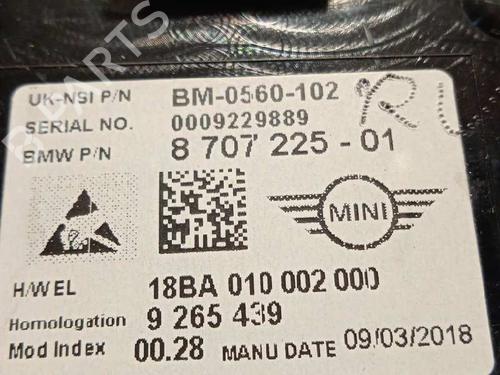 UK-NSI P/N BM-0560-102
SERIAL NO. 0009229889
BMW P/N 8 707 225 - 01
MINI
H/W EL 18BA 010 002 000
Homologation 9 265 439
Mod Index 00.28 MANU DATE 09/03/2018